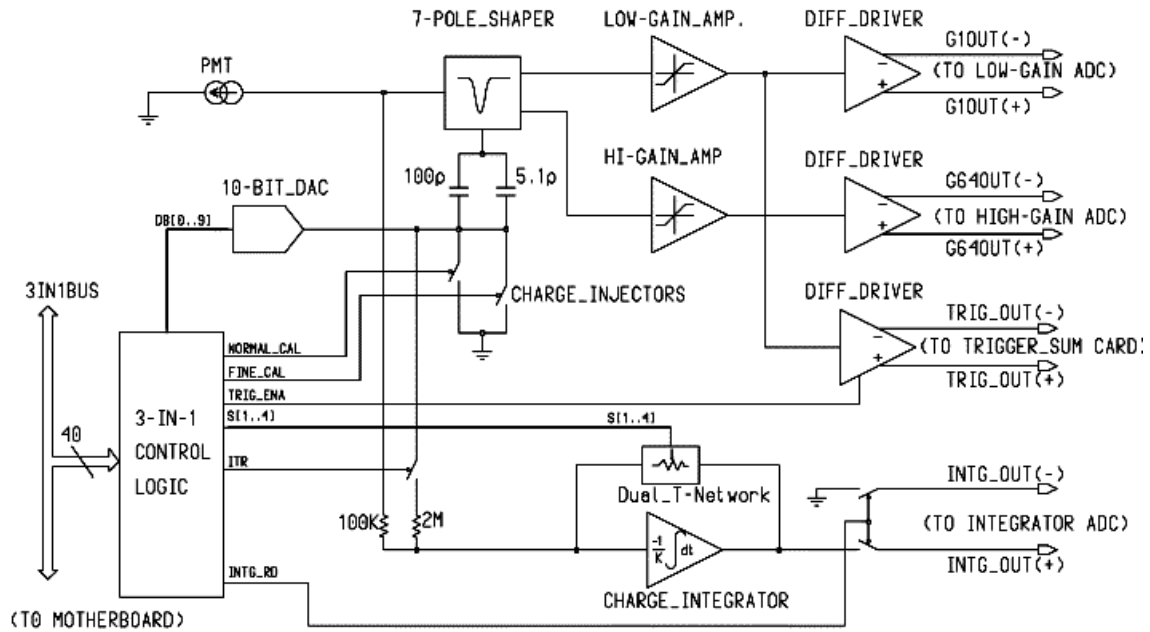 7-POLE_SHAPER
LOW-GAIN_AMP.
DIFF_DRIVER
G1OUT(-)
PMT
(TO LOW-GAIN ADC)
G1OUT(+)
100p
5.1p
HI-GAIN_AMP
DIFF_DRIVER
10-BIT_DAC
G64OUT(-)
DB[0..9]
(TO HIGH-GAIN ADC)
G64OUT(+)
3IN1BUS
CHARGE_INJECTORS
DIFF_DRIVER
TRIG_OUT(-)
NORMAL_CAL
(TO TRIGGER_SUM CARD)
FINE_CAL
TRIG_OUT(+)
TRIG_ENA
S[1..4]
S[1..4]
3-IN-1
CONTROL
LOGIC
40
ITR
INTG_OUT(-)
Dual_T-Network
100K
2M
(TO INTEGRATOR ADC)
-1
K
dt
INTG_OUT(+)
INTG_RD
CHARGE_INTEGRATOR
(TO MOTHERBOARD)